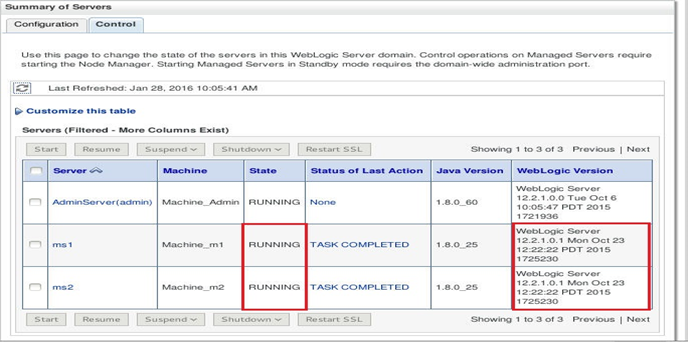 Summary of Servers
Configuration Control
Use this page to change the state of the servers in this WebLogic Server domain. Control operations on Managed Servers require
starting the Node Manager. Starting Managed Servers in Standby mode requires the domain-wide administration port.
Last Refreshed: Jan 28, 2016 10:05:41 AM
Customize this table
Servers (Filtered - More Columns Exist)
Start Resume Suspend Shutdown Restart SSL Showing 1 to 3 of 3 Previous | Next
Server Machine State Status of Last Action Java Version WebLogic Version
AdminServer(admin) Machine_Admin RUNNING None 1.8.0_60 WebLogic Server
12.2.1.0.0 Tue Oct 6
10:05:47 PDT 2015
1721936
ms1 Machine_m1 RUNNING TASK COMPLETED 1.8.0_25 WebLogic Server
12.2.1.0.1 Mon Oct 23
12:22:22 PDT 2015
1725230
ms2 Machine_m2 RUNNING TASK COMPLETED 1.8.0_25 WebLogic Server
12.2.1.0.1 Mon Oct 23
12:22:22 PDT 2015
1725230
Start Resume Suspend Shutdown Restart SSL Showing 1 to 3 of 3 Previous | Next